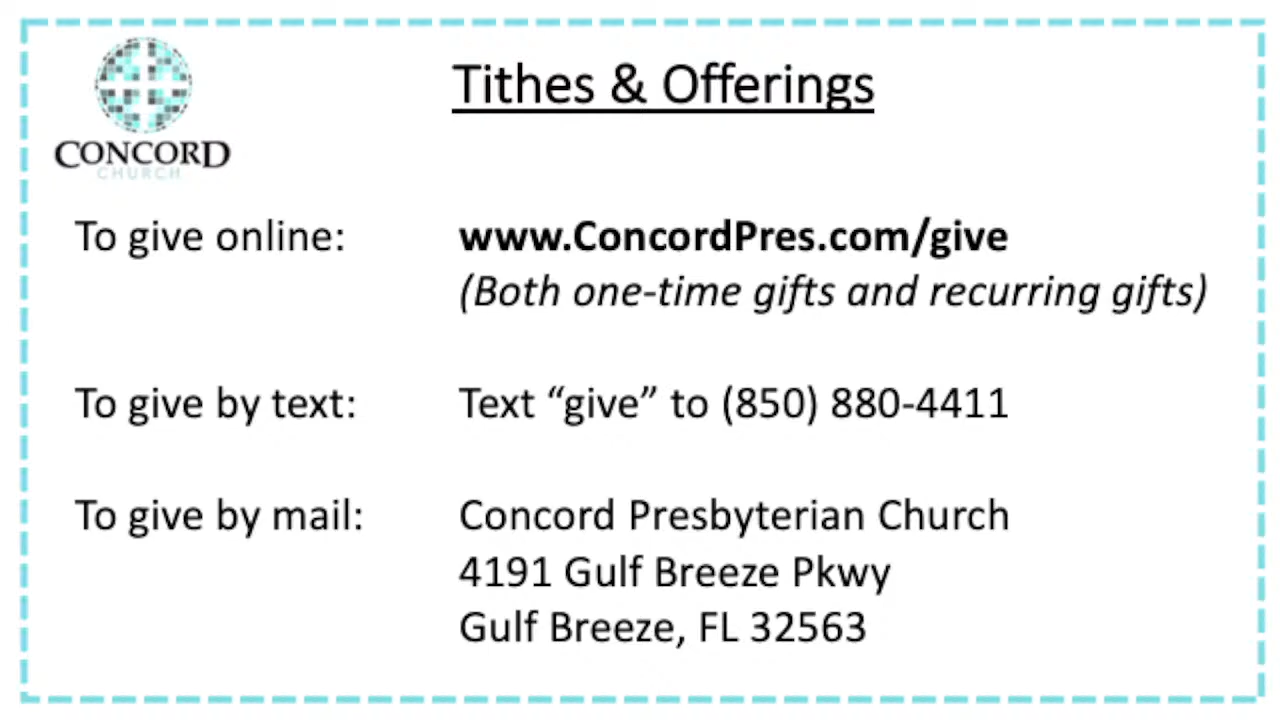 CONCORD
CHURCH
Tithes & Offerings
To give online: www.ConcordPres.com/give
(Both one-time gifts and recurring gifts)
To give by text: Text “give” to (850) 880-4411
To give by mail: Concord Presbyterian Church
4191 Gulf Breeze Pkwy
Gulf Breeze, FL 32563